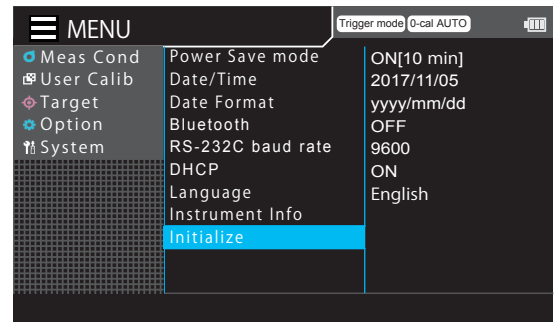 MENU
Trigger mode 0-cal AUTO
Meas Cond
User Calib
Target
Option
System
Power Save mode ON[10 min]
Date/Time 2017/11/05
Date Format yyyy/mm/dd
Bluetooth OFF
RS-232C baud rate 9600
DHCP ON
Language English
Instrument Info
Initialize